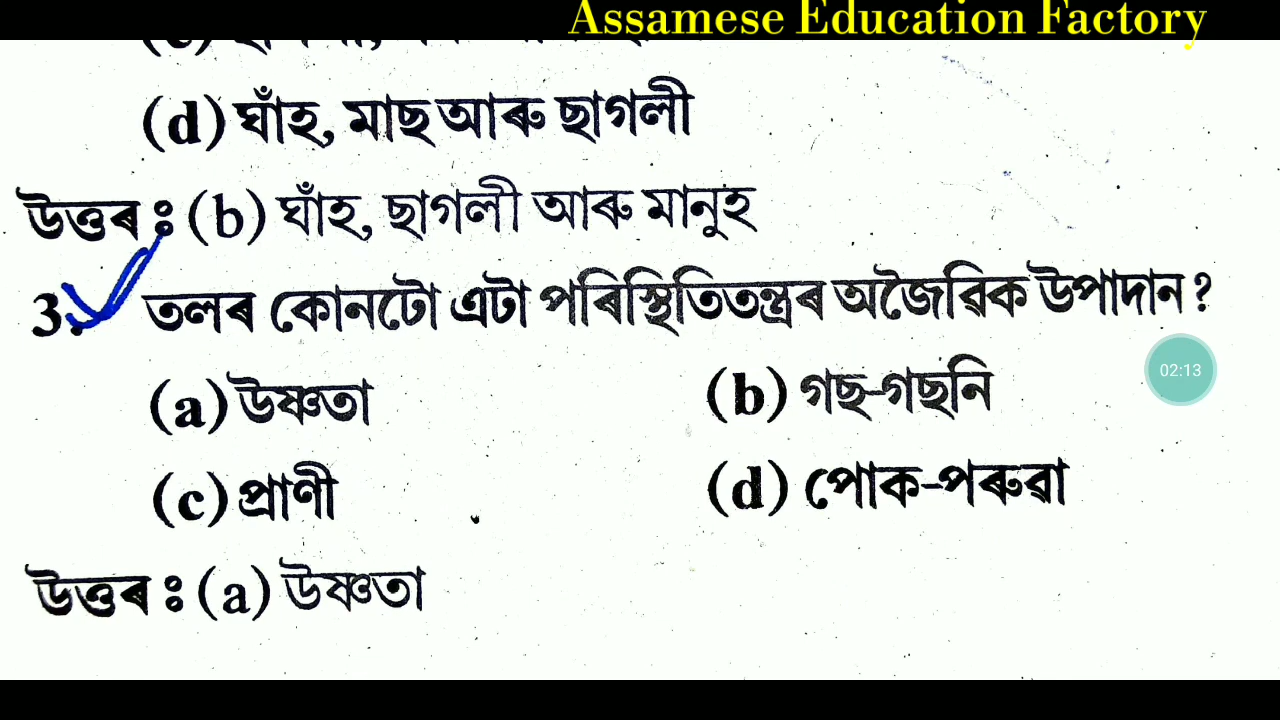 Assamese Education Factory
(d) ঘাঁহ, মাছ আৰু ছাগলী
উত্তৰ ঃ (b) ঘাঁহ, ছাগলী আৰু মানুহ
3. তলৰ কোনটো এটা পৰিস্থিতিতন্ত্ৰৰ অজৈৱিক উপাদান ?
(a) উষ্ণতা (b) গছ-গছনি
02:13
(c) প্ৰাণী (d) পোক-পৰুৱা
উত্তৰ ঃ (a) উষ্ণতা